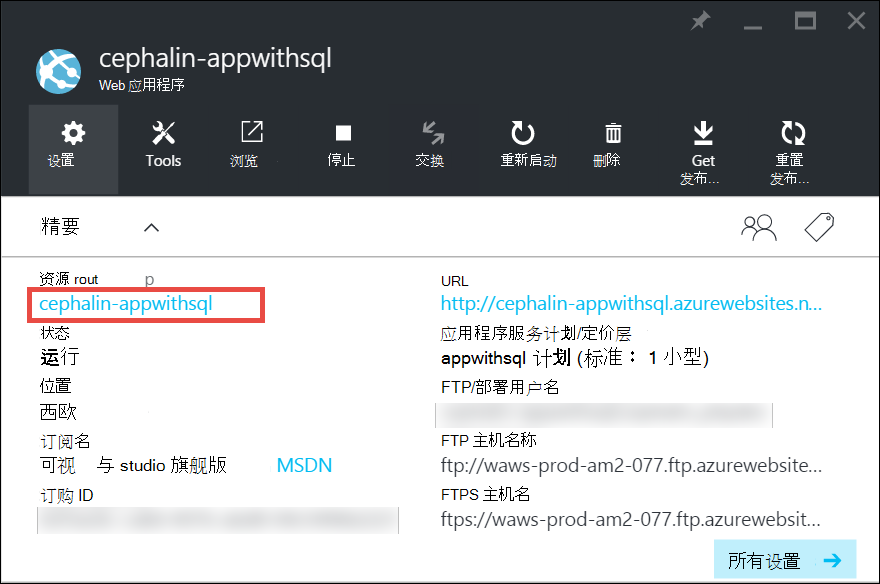 cephalin-appwithsql
Web 应用程序
设置
Tools
浏览
停止
交换
重新启动
删除
Get
发布...
重置
发布...
精要
资源 rout p
cephalin-appwithsql
状态
运行
位置
西欧
订阅名
可视 与 studio 旗舰版 MSDN
订购 ID
URL
http://cephalin-appwithsql.azurewebsites.n...
应用程序服务计划/定价层
appwithsql 计划 (标准： 1 小型)
FTP/部署用户名
FTP 主机名称
ftp://waws-prod-am2-077.ftp.azurewebsite...
FTPS 主机名
ftps://waws-prod-am2-077.ftp.azurewebsit...
所有设置